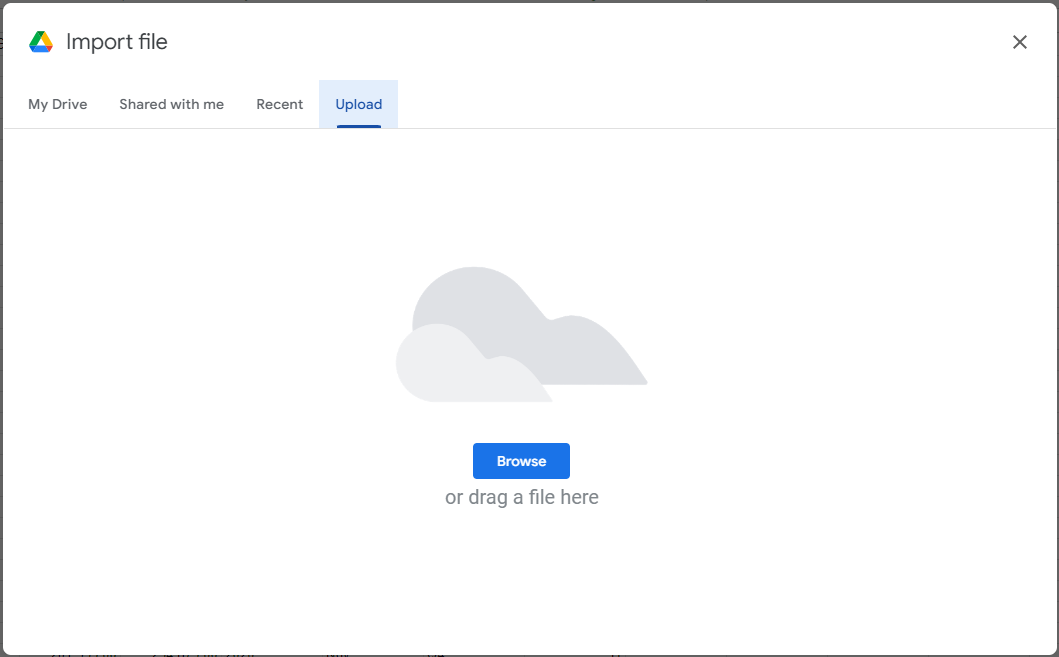 Import file
My Drive
Shared with me
Recent
Upload
Browse
or drag a file here